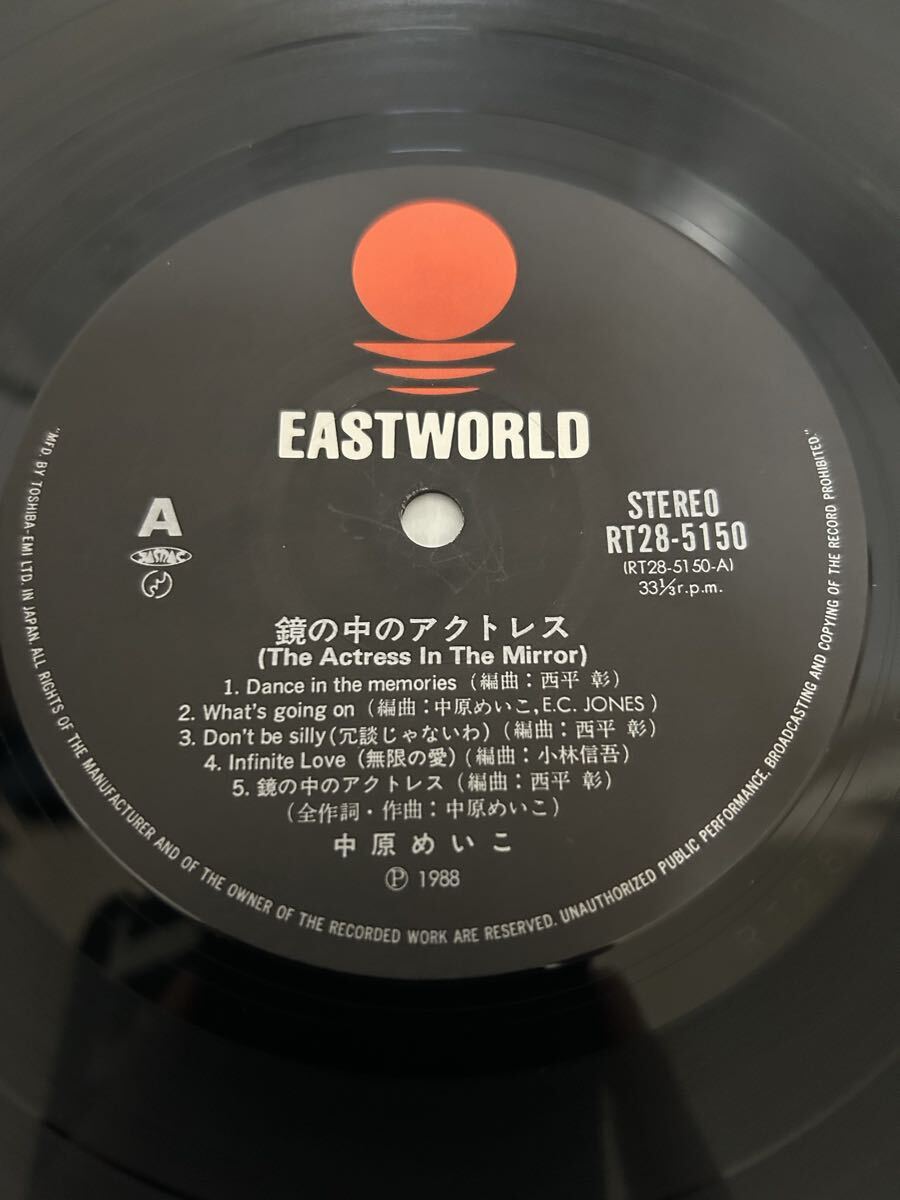 EASTWORLD
A
JASRAC
STEREO
RT28-5150
(RT28-5150-A)
33⅓r.p.m.
鏡の中のアクトレス
(The Actress In The Mirror)
1. Dance in the memories (編曲:西平 彰)
2. What's going on (編曲:中原めいこ, E.C. JONES)
3. Don't be silly(冗談じゃないわ) (編曲:西平 彰)
4. Infinite Love (無限の愛) (編曲:小林信吾)
5. 鏡の中のアクトレス (編曲:西平 彰)
(全作詞・作曲:中原めいこ)
中原めいこ
Ⓟ 1988
"MFD. BY TOSHIBA-EMI LTD. IN JAPAN. ALL RIGHTS OF THE MANUFACTURER AND OF THE OWNER OF THE RECORDED WORK ARE RESERVED. UNAUTHORIZED PUBLIC PERFORMANCE, BROADCASTING AND COPYING OF THE RECORD PROHIBITED."